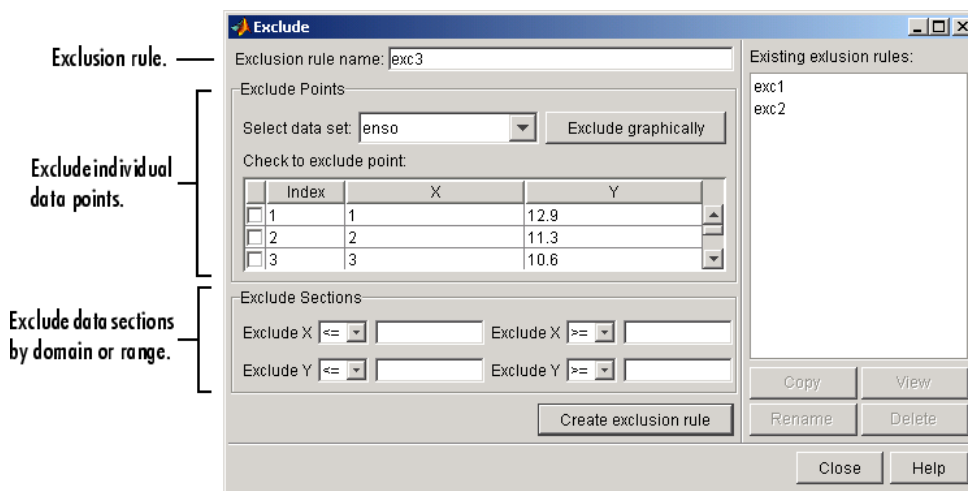 Exclude
Exclusion rule.
Exclusion rule name: exc3
Existing exlusion rules:
exc1
exc2
Exclude Points
Select data set: enso
Exclude graphically
Exclude individual
data points.
Check to exclude point:
Index X Y
1 1 12.9
2 2 11.3
3 3 10.6
Exclude data sections
by domain or range.
Exclude Sections
Exclude X <= Exclude X >=
Exclude Y <= Exclude Y >=
Create exclusion rule
Copy View
Rename Delete
Close Help